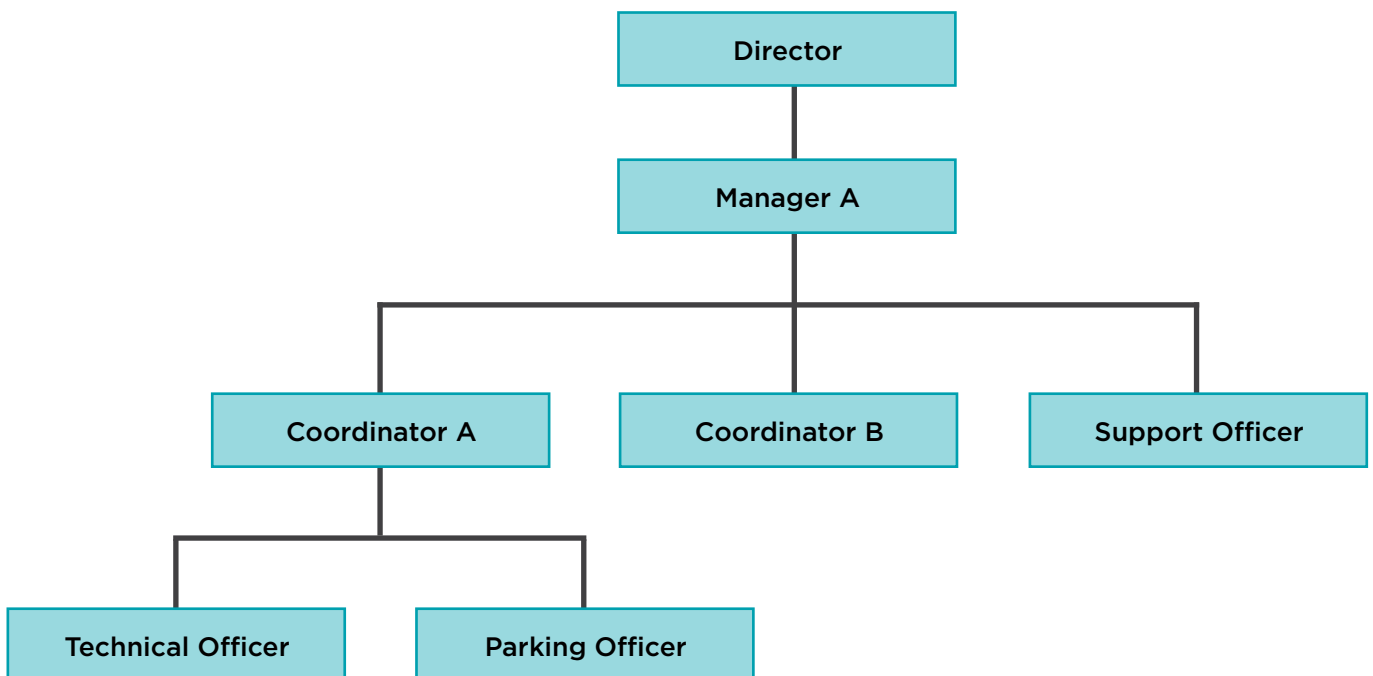 Director
Manager A
Coordinator A
Coordinator B
Support Officer
Technical Officer
Parking Officer